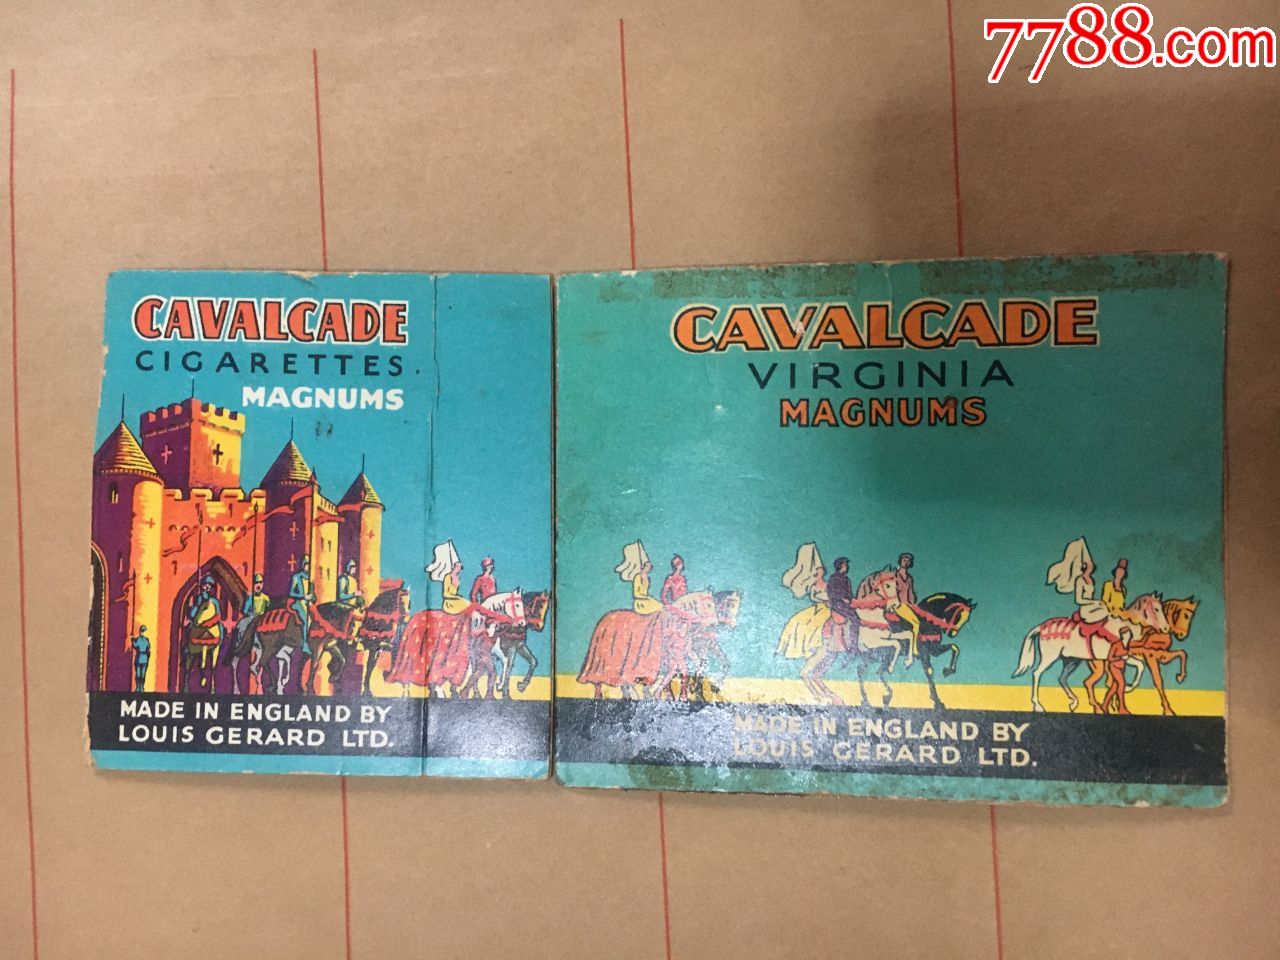 7788.com
CAVALCADE
CIGARETTES
MAGNUMS
MADE IN ENGLAND BY
LOUIS GERARD LTD.
CAVALCADE
VIRGINIA
MAGNUMS
MADE IN ENGLAND BY
LOUIS GERARD LTD.